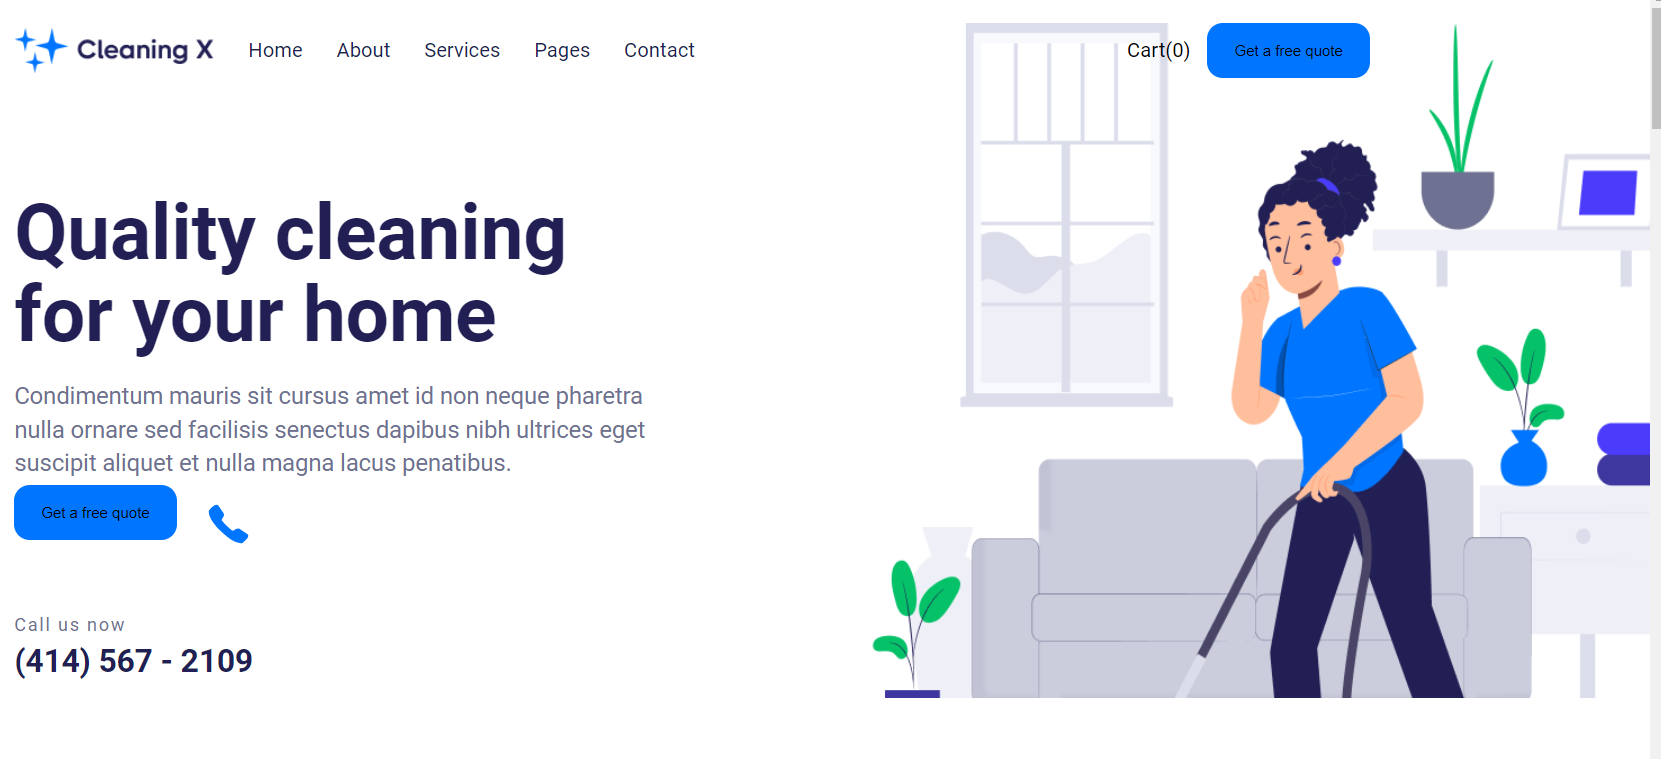 Cleaning X Home About Services Pages Contact Cart(0) Get a free quote
Quality cleaning
for your home
Condimentum mauris sit cursus amet id non neque pharetra
nulla ornare sed facilisis senectus dapibus nibh ultrices eget
suscipit aliquet et nulla magna lacus penatibus.
Get a free quote
Call us now
(414) 567 - 2109